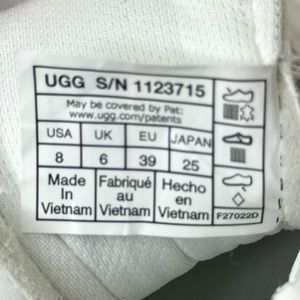 UGG S/N 1123715
May be covered by Pat:
www.ugg.com/patents
USA UK EU JAPAN
8 6 39 25
Made In Vietnam
Fabriqué au Vietnam
Hecho en Vietnam
F27022D